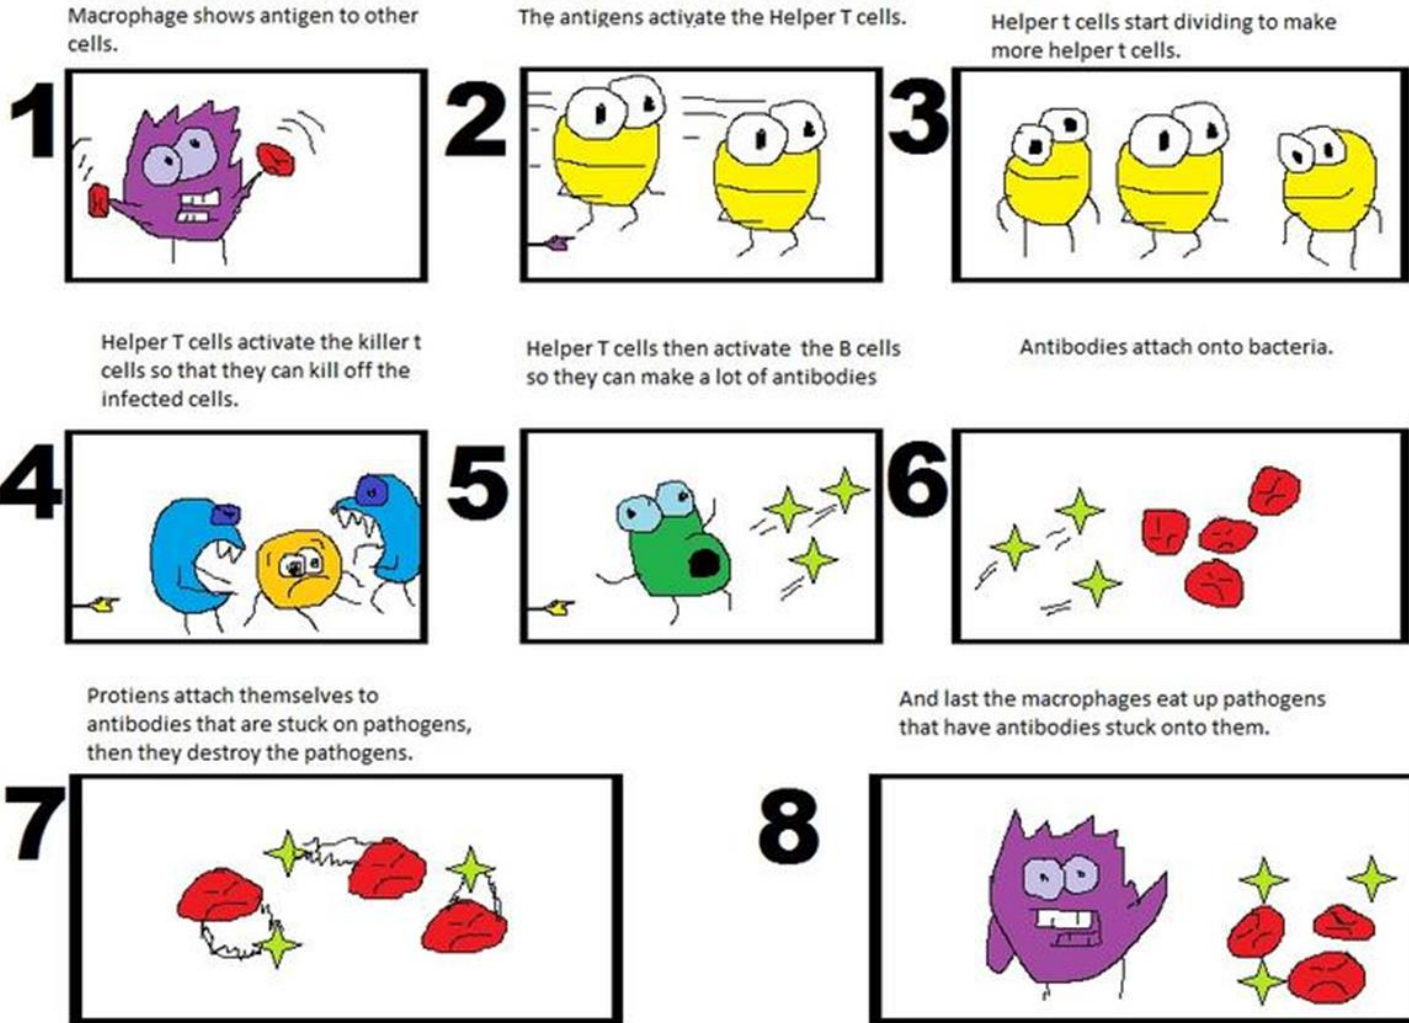 Macrophage shows antigen to other
cells.
1
The antigens activate the Helper T cells.
2
Helper t cells start dividing to make
more helper t cells.
3
Helper T cells activate the killer t
cells so that they can kill off the
infected cells.
4
Helper T cells then activate the B cells
so they can make a lot of antibodies
5
Antibodies attach onto bacteria.
6
Protiens attach themselves to
antibodies that are stuck on pathogens,
then they destroy the pathogens.
7
And last the macrophages eat up pathogens
that have antibodies stuck onto them.
8